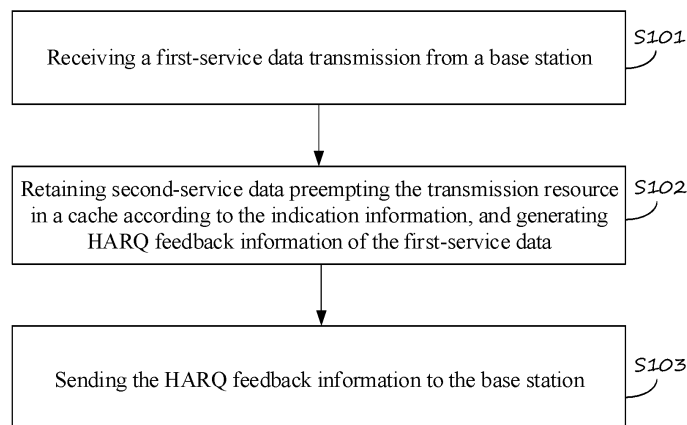 Receiving a first-service data transmission from a base station
S101
Retaining second-service data preempting the transmission resource
in a cache according to the indication information, and generating
HARQ feedback information of the first-service data
S102
Sending the HARQ feedback information to the base station
S103